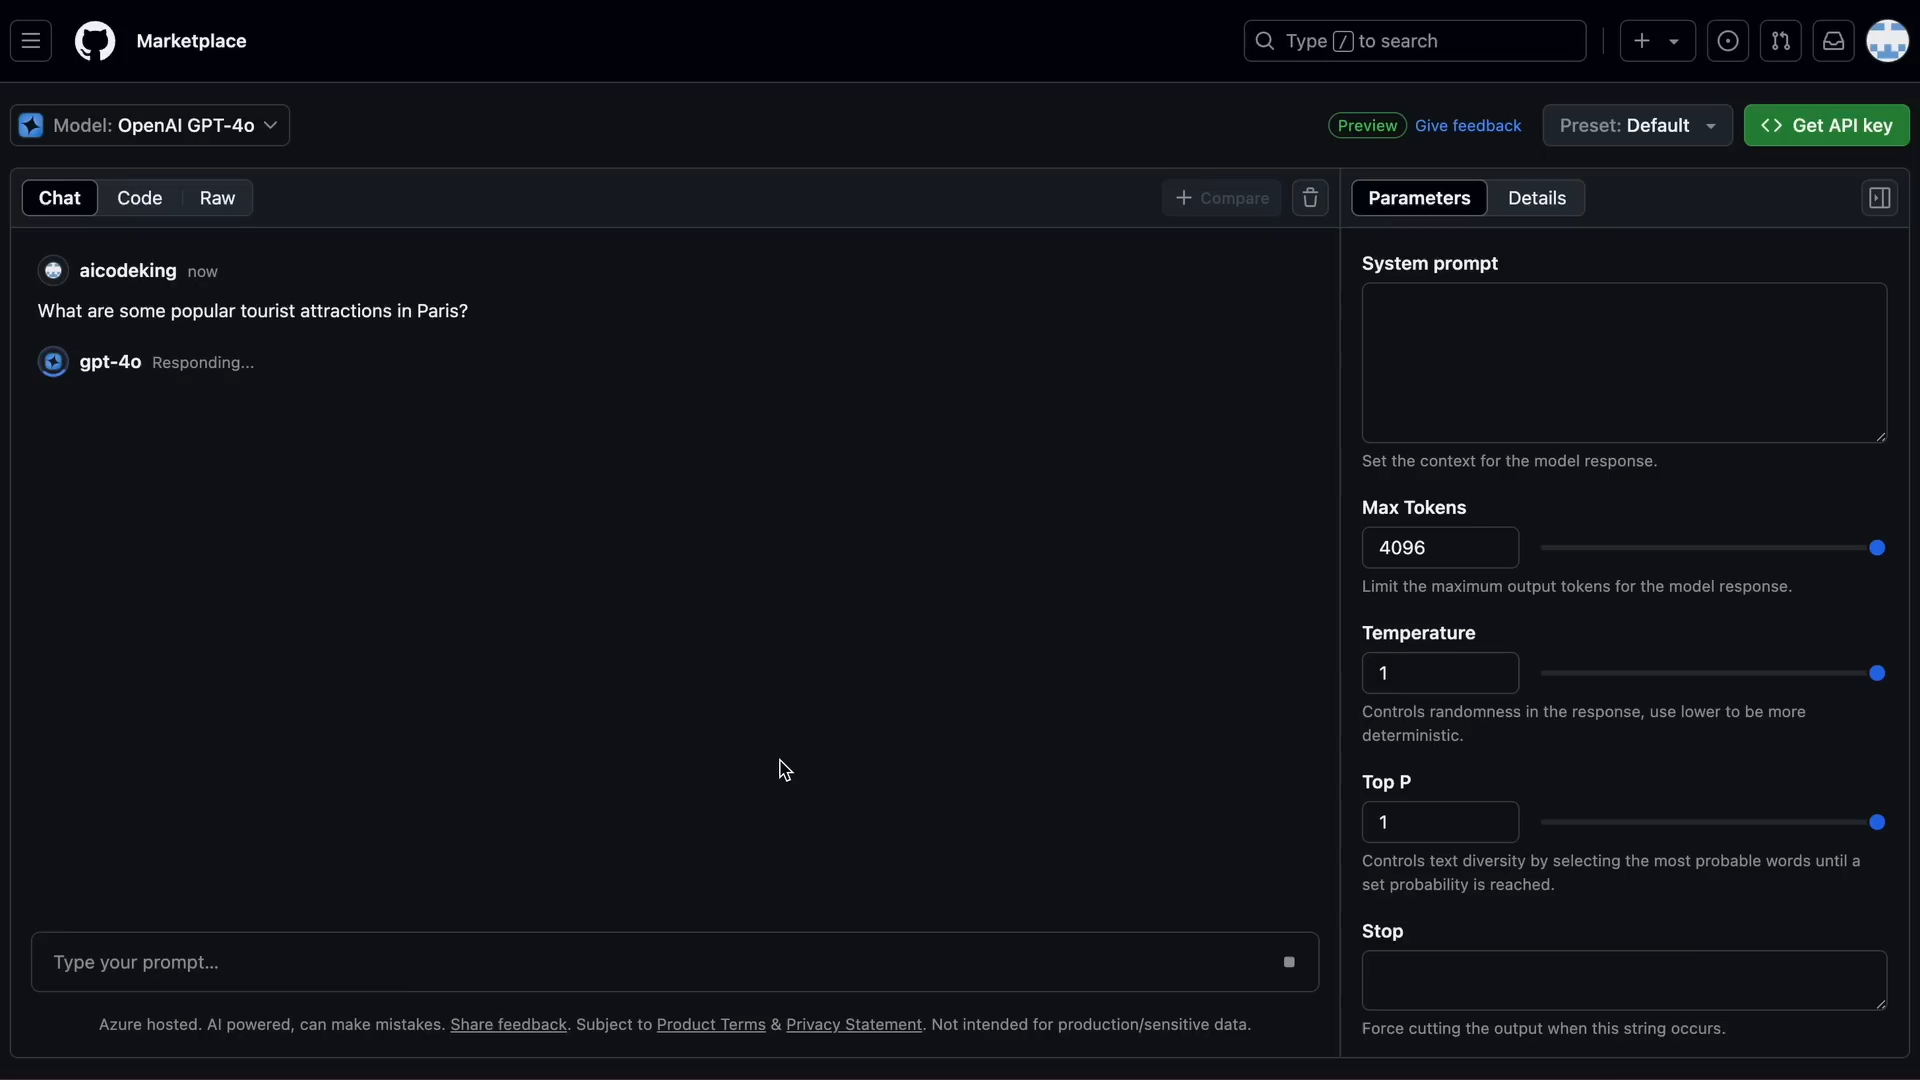 Marketplace
Type / to search
Model: OpenAI GPT-4o
Preview
Give feedback
Preset: Default
Get API key
Chat
Code
Raw
Compare
Parameters
Details
aicodeking now
What are some popular tourist attractions in Paris?
gpt-4o Responding...
Type your prompt...
Azure hosted. AI powered, can make mistakes. Share feedback. Subject to Product Terms & Privacy Statement. Not intended for production/sensitive data.
System prompt
Set the context for the model response.
Max Tokens
4096
Limit the maximum output tokens for the model response.
Temperature
1
Controls randomness in the response, use lower to be more
deterministic.
Top P
1
Controls text diversity by selecting the most probable words until a
set probability is reached.
Stop
Force cutting the output when this string occurs.